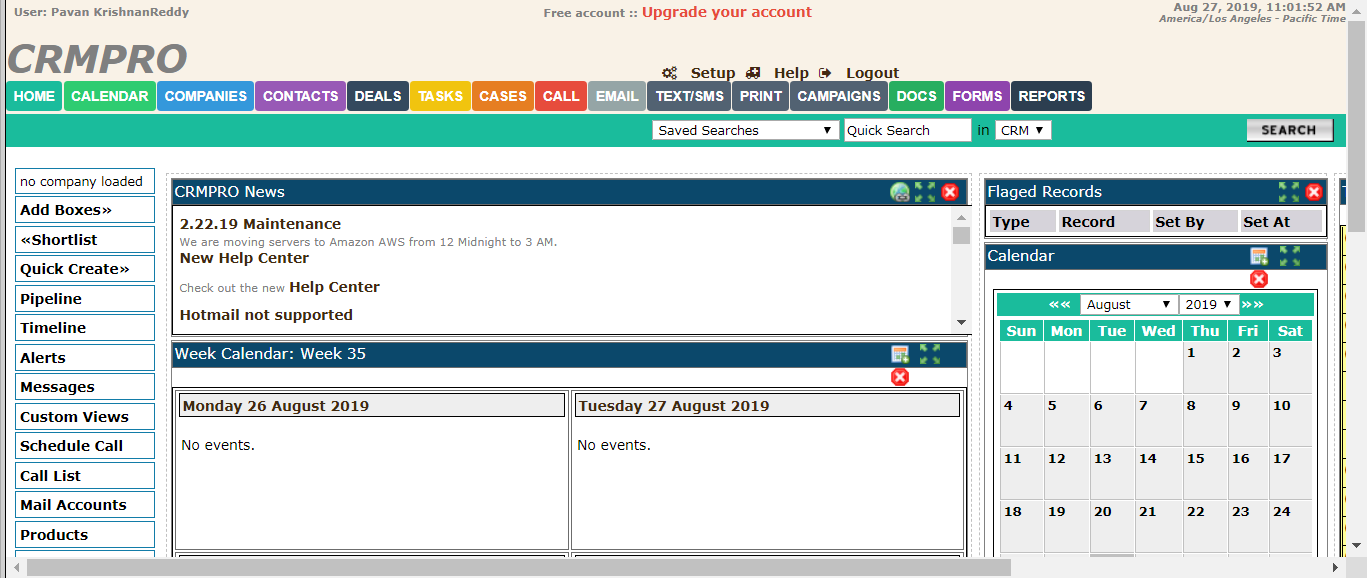 User: Pavan KrishnanReddy
Free account :: Upgrade your account
Aug 27, 2019, 11:01:52 AM
America/Los Angeles - Pacific Time
CRMPRO
Setup Help Logout
HOME CALENDAR COMPANIES CONTACTS DEALS TASKS CASES CALL EMAIL TEXT/SMS PRINT CAMPAIGNS DOCS FORMS REPORTS
Saved Searches ▼ Quick Search in CRM ▼ SEARCH
no company loaded
Add Boxes»
«Shortlist
Quick Create»
Pipeline
Timeline
Alerts
Messages
Custom Views
Schedule Call
Call List
Mail Accounts
Products
CRMPRO News
2.22.19 Maintenance
We are moving servers to Amazon AWS from 12 Midnight to 3 AM.
New Help Center
Check out the new Help Center
Hotmail not supported
Week Calendar: Week 35
Monday 26 August 2019 Tuesday 27 August 2019
No events. No events.
Flaged Records
Type Record Set By Set At
Calendar
«« August ▼ 2019 ▼ »»
Sun Mon Tue Wed Thu Fri Sat
1 2 3
4 5 6 7 8 9 10
11 12 13 14 15 16 17
18 19 20 21 22 23 24